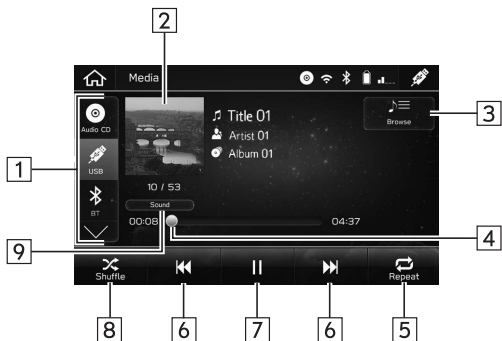 2
Media
3
Audio CD
Title 01
Artist 01
Album 01
Browse
1
USB
10 / 53
BT
Sound
00:08
04:37
9
4
Shuffle
Repeat
8
6
7
6
5